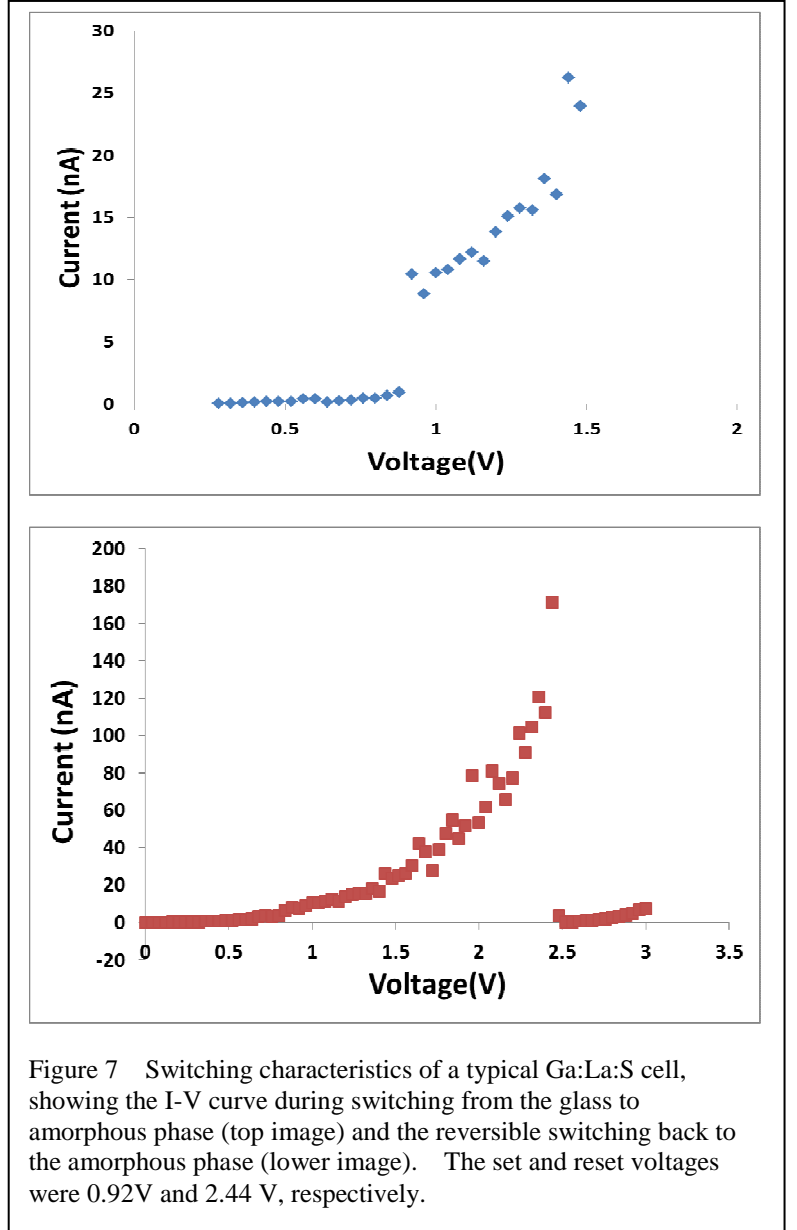 30
25
20
15
10
5
0
Current (nA)
0 0.5 1 1.5 2
Voltage(V)
200
180
160
140
120
100
80
60
40
20
0
-20
Current (nA)
0 0.5 1 1.5 2 2.5 3 3.5
Voltage(V)
Figure 7 Switching characteristics of a typical Ga:La:S cell,
showing the I-V curve during switching from the glass to
amorphous phase (top image) and the reversible switching back to
the amorphous phase (lower image). The set and reset voltages
were 0.92V and 2.44 V, respectively.